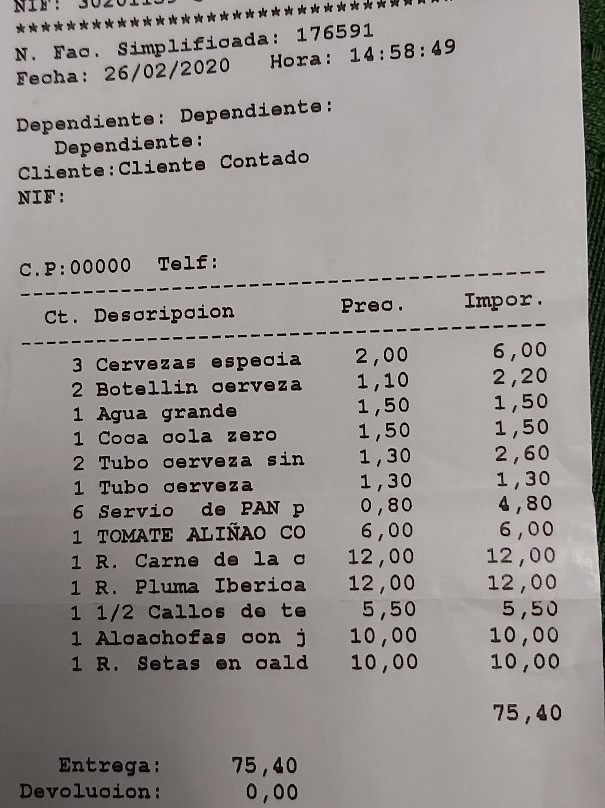 NIF:
****************************************
N. Fac. Simplificada: 176591
Fecha: 26/02/2020 Hora: 14:58:49
Dependiente: Dependiente:
Dependiente:
Cliente:Cliente Contado
NIF:
C.P:00000 Telf:
----------------------------------------
Ct. Descripcion Prec. Impor.
----------------------------------------
3 Cervezas especia 2,00 6,00
2 Botellin cerveza 1,10 2,20
1 Agua grande 1,50 1,50
1 Coca cola zero 1,50 1,50
2 Tubo cerveza sin 1,30 2,60
1 Tubo cerveza 1,30 1,30
6 Servio de PAN p 0,80 4,80
1 TOMATE ALIÑAO CO 6,00 6,00
1 R. Carne de la c 12,00 12,00
1 R. Pluma Iberica 12,00 12,00
1 1/2 Callos de te 5,50 5,50
1 Alcachofas con j 10,00 10,00
1 R. Setas en cald 10,00 10,00
75,40
Entrega: 75,40
Devolucion: 0,00